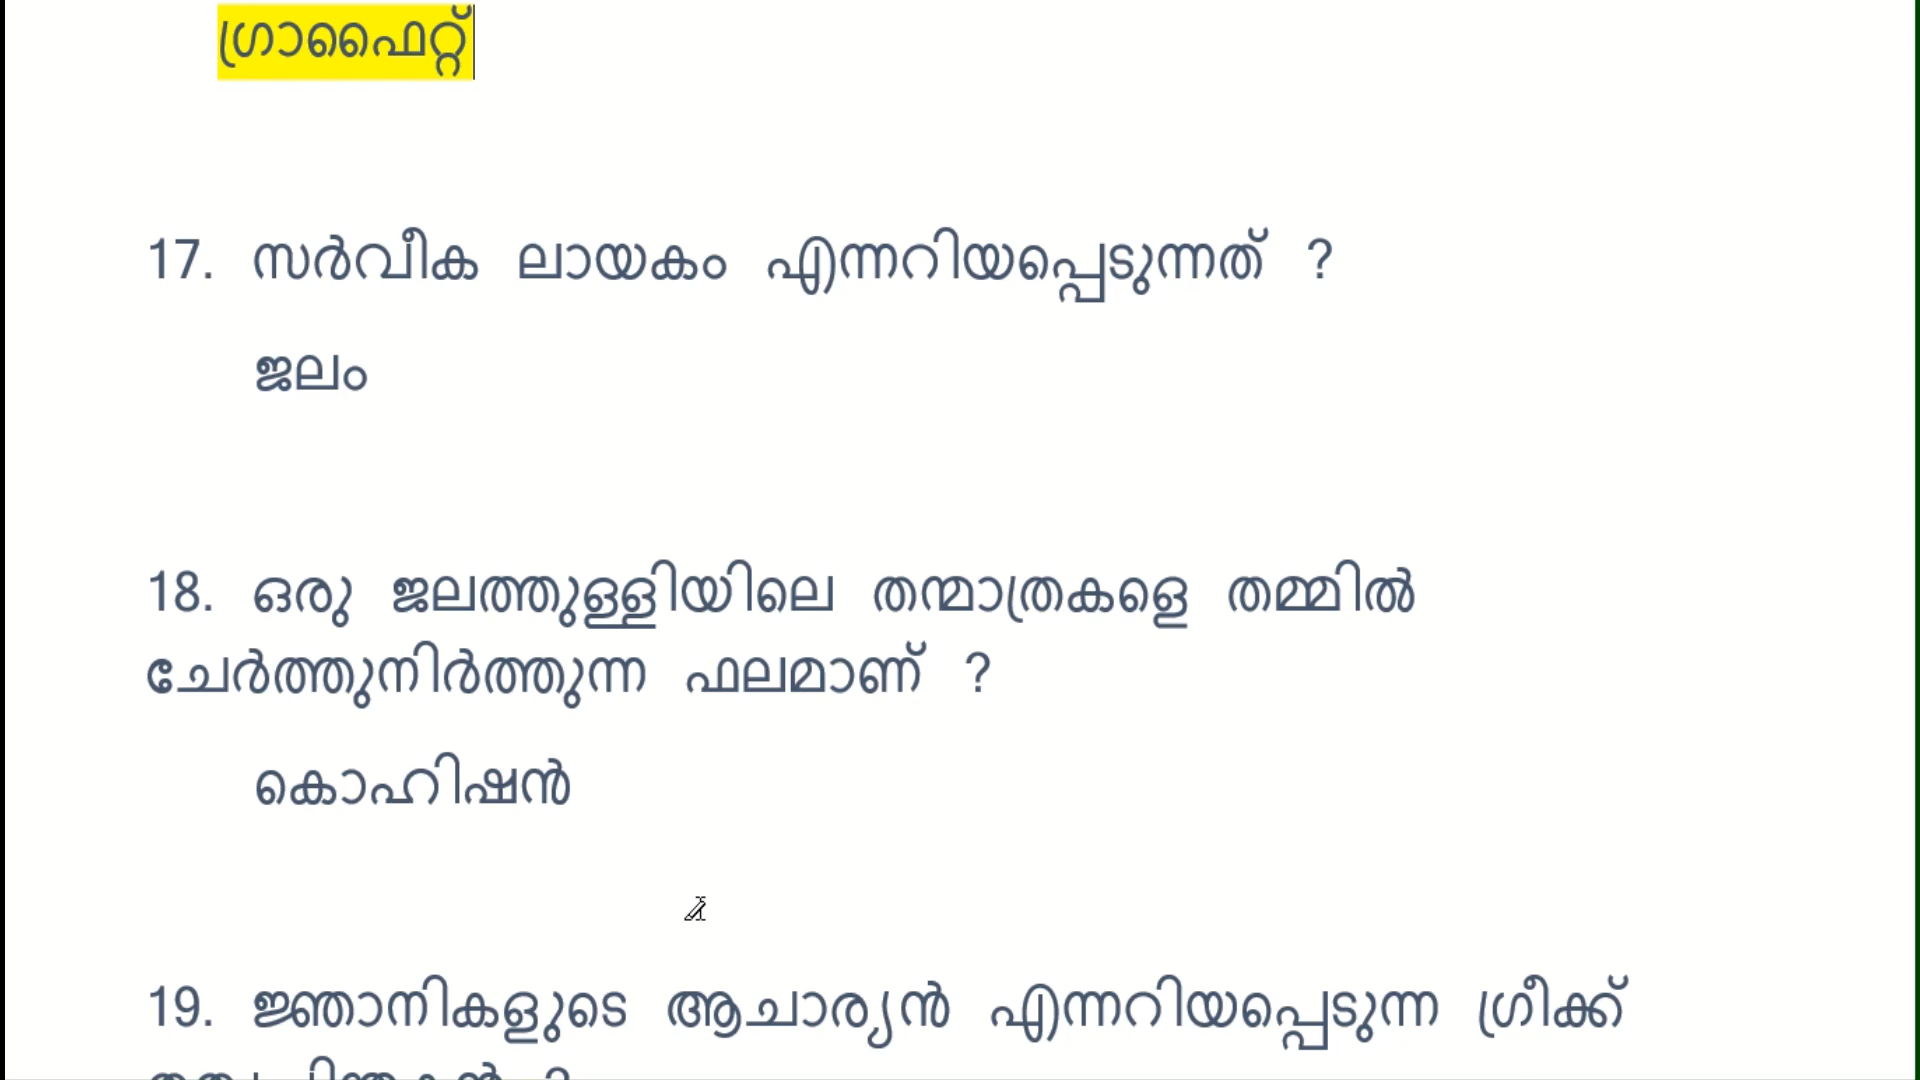 ഗ്രാഫൈറ്റ്
17. സർവീക ലായകം എന്നറിയപ്പെടുന്നത് ?
ജലം
18. ഒരു ജലത്തുള്ളിയിലെ തന്മാത്രകളെ തമ്മിൽ
ചേർത്തുനിർത്തുന്ന ഫലമാണ് ?
കൊഹിഷൻ
19. ജ്ഞാനികളുടെ ആചാര്യൻ എന്നറിയപ്പെടുന്ന ഗ്രീക്ക്